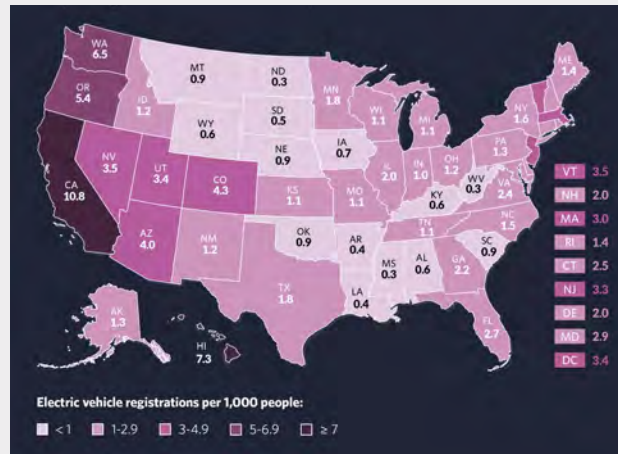 WA
6.5
OR
5.4
CA
10.8
NV
3.5
ID
1.2
MT
0.9
WY
0.6
UT
3.4
CO
4.3
AZ
4.0
NM
1.2
ND
0.3
SD
0.5
NE
0.9
KS
1.1
OK
0.9
TX
1.8
MN
1.8
IA
0.7
MO
1.1
AR
0.4
LA
0.4
WI
1.1
IL
2.0
MI
1.1
IN
1.0
OH
1.2
KY
0.6
TN
1.1
MS
0.3
AL
0.6
GA
2.2
FL
2.7
SC
0.9
NC
1.5
VA
2.4
WV
0.3
PA
1.3
NY
1.6
ME
1.4
AK
1.3
HI
7.3
VT 3.5
NH 2.0
MA 3.0
RI 1.4
CT 2.5
NJ 3.3
DE 2.0
MD 2.9
DC 3.4
Electric vehicle registrations per 1,000 people:
< 1 1-2.9 3-4.9 5-6.9 ≥ 7